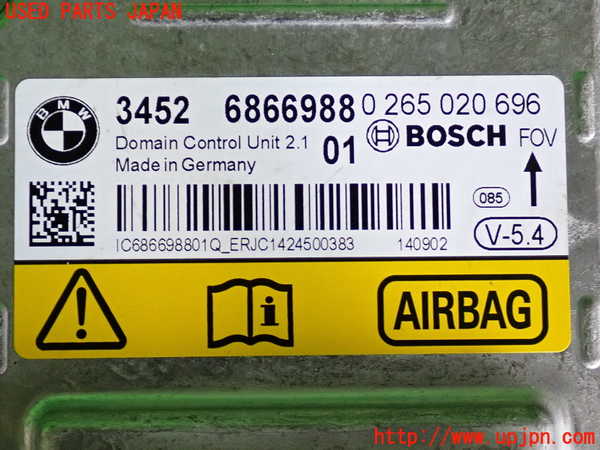 USED PARTS JAPAN
BMW
3452 6866988 0 265 020 696
Domain Control Unit 2.1 01 BOSCH FOV
Made in Germany
085
V-5.4
IC686698801Q_ERJC1424500383 140902
i AIRBAG
http://www.upjpn.com